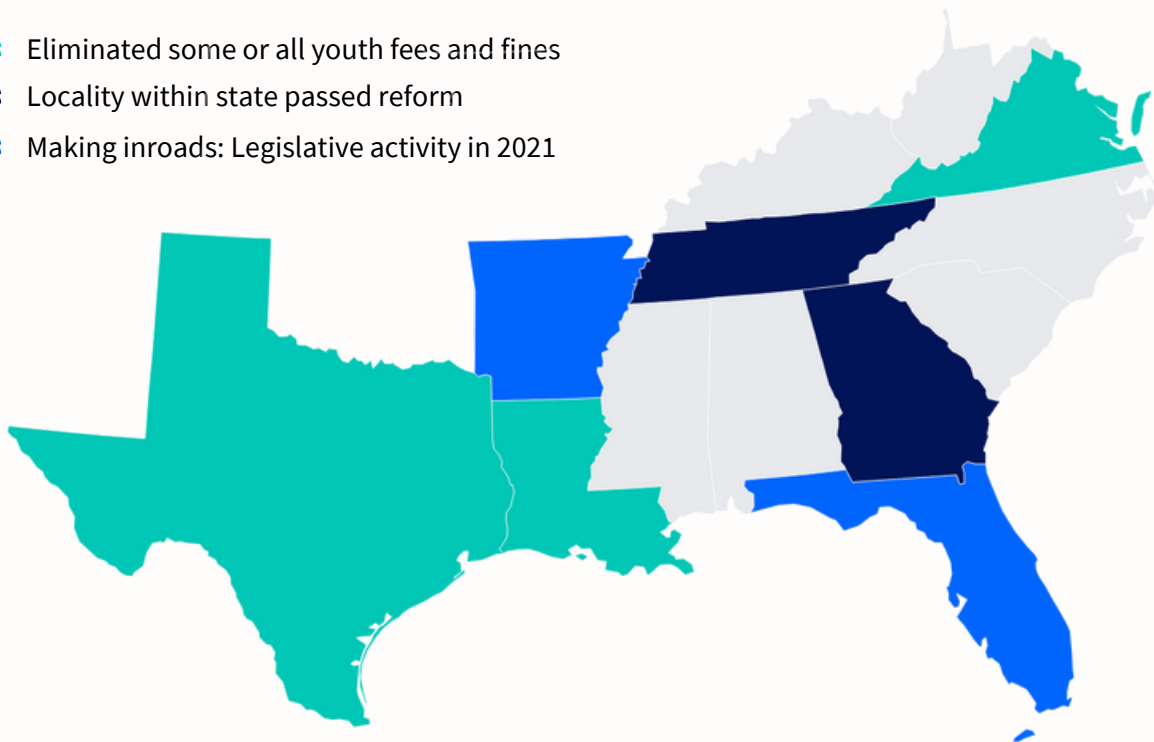 Eliminated some or all youth fees and fines
Locality within state passed reform
Making inroads: Legislative activity in 2021